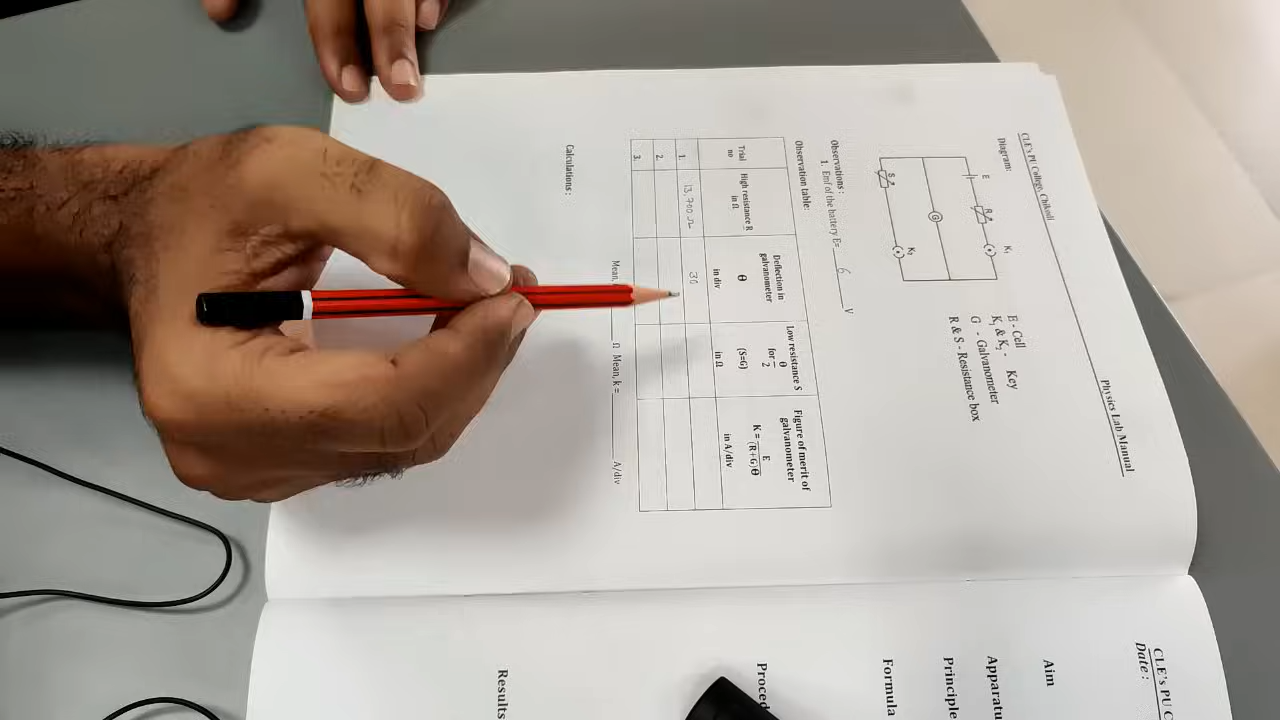 Physics Lab Manual
CLE's PU College, Chikodi
Diagram:
E
R
K₁
G
S
K₂
E - Cell
K₁ & K₂ - Key
G - Galvanometer
R & S - Resistance box
Observations :
1. Emf of the battery E= 6 V
Observation table:
Trial no
High resistance R in Ω
Deflection in galvanometer θ in div
Low resistance S for θ/2 (S=G) in Ω
Figure of merit of galvanometer K = E/(R+G)θ in A/div
1. 13,700 Ω 30
2.
3.
Mean, Ω Mean, k = A/div
Calculations :
CLE's PU C
Date :
Aim
Apparatu
Principle
Formula
Proced
Results